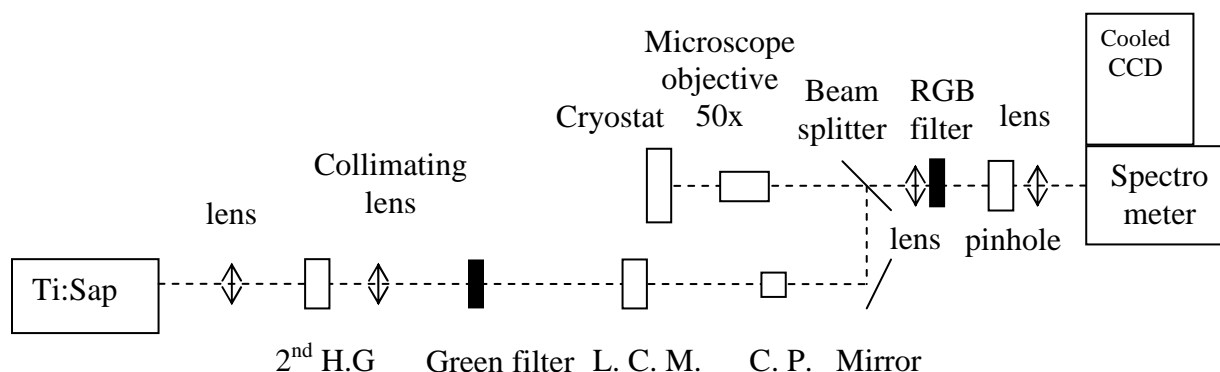 Cooled
CCD
Microscope
objective
50x
Beam
splitter
RGB
filter
lens
Cryostat
Collimating
lens
lens
Spectro
meter
lens
pinhole
Ti:Sap
2nd H.G
Green filter
L. C. M.
C. P.
Mirror